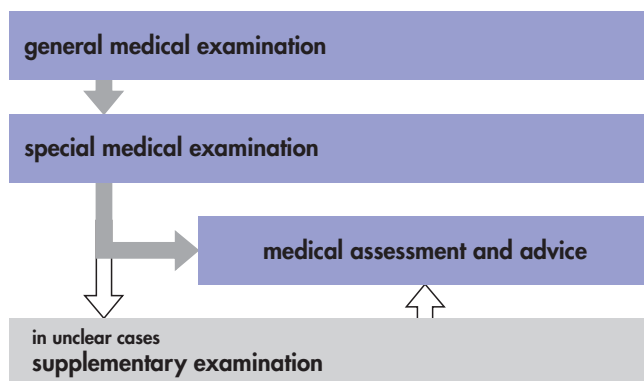 general medical examination
special medical examination
medical assessment and advice
in unclear cases
supplementary examination